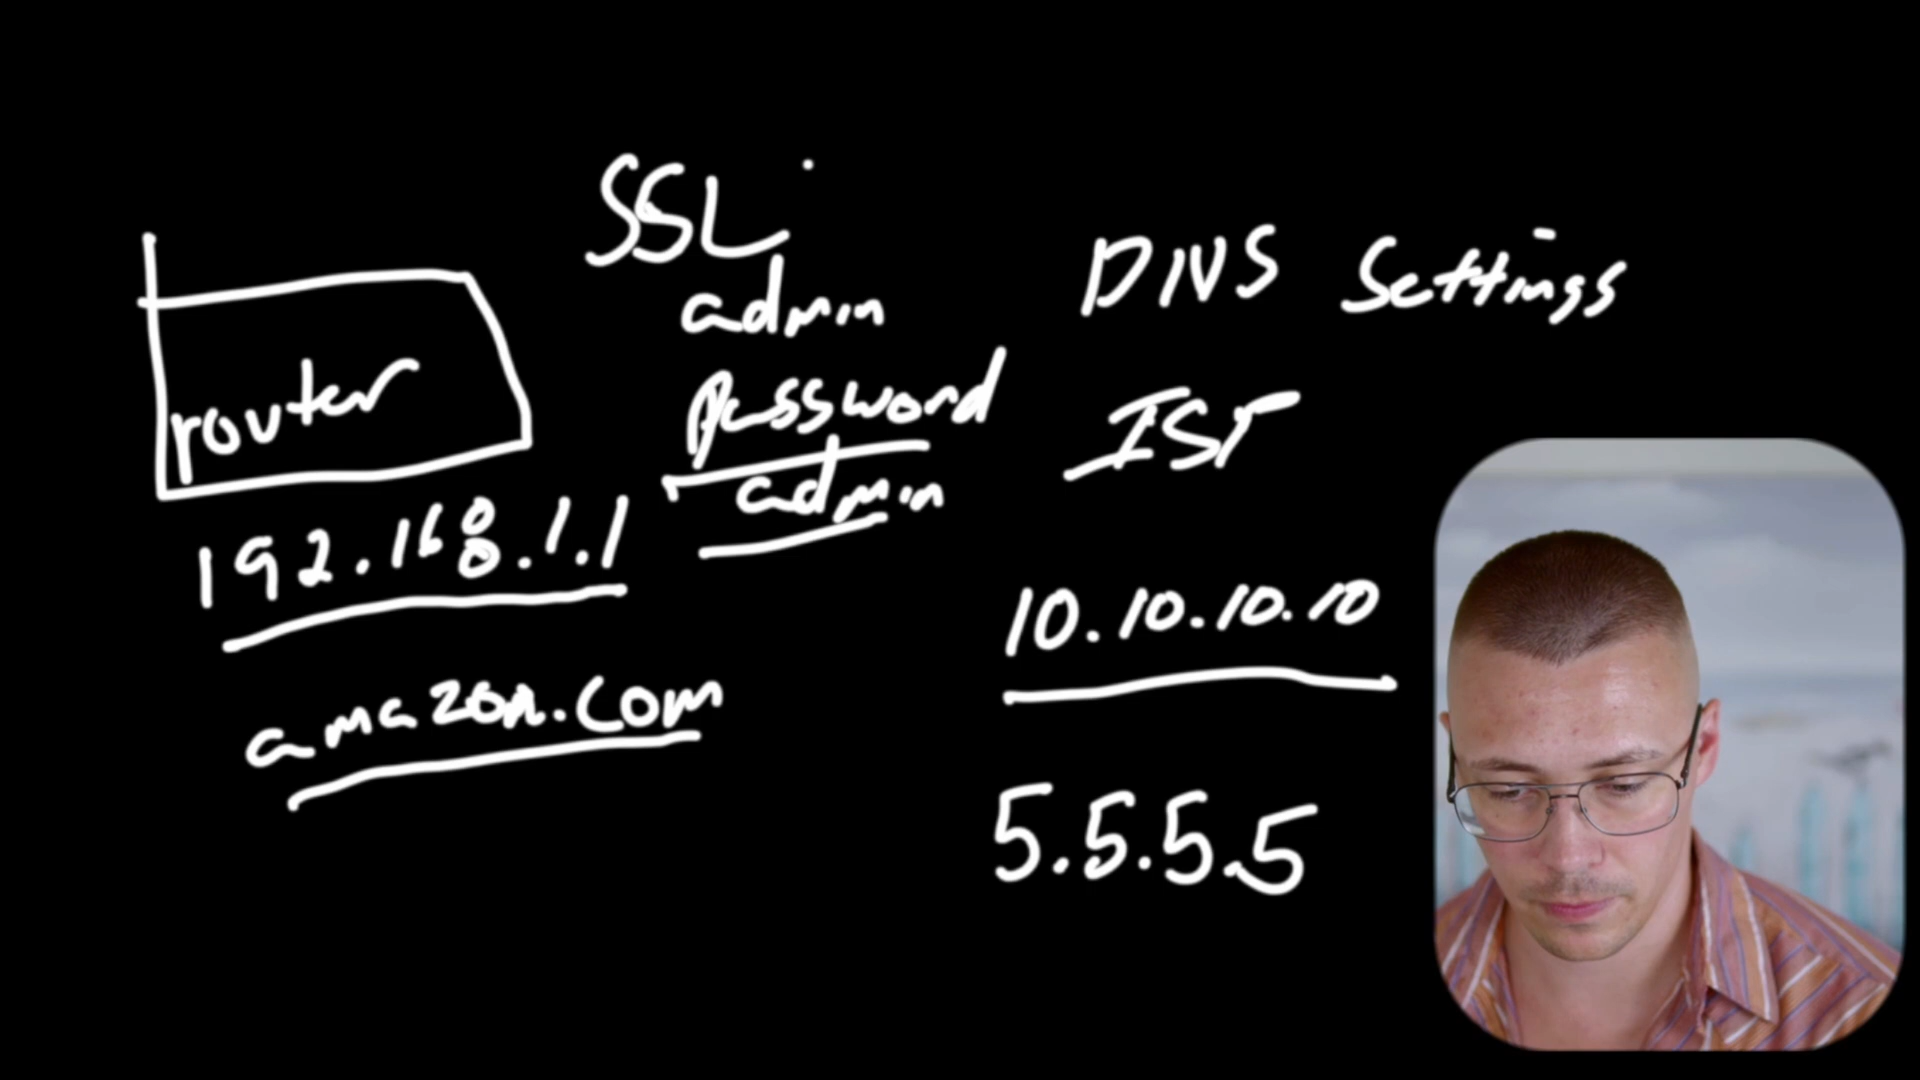 SSL
admin
password
admin
router
192.168.1.1
amazon.com
DNS Settings
ISP
10.10.10.10
5.5.5.5